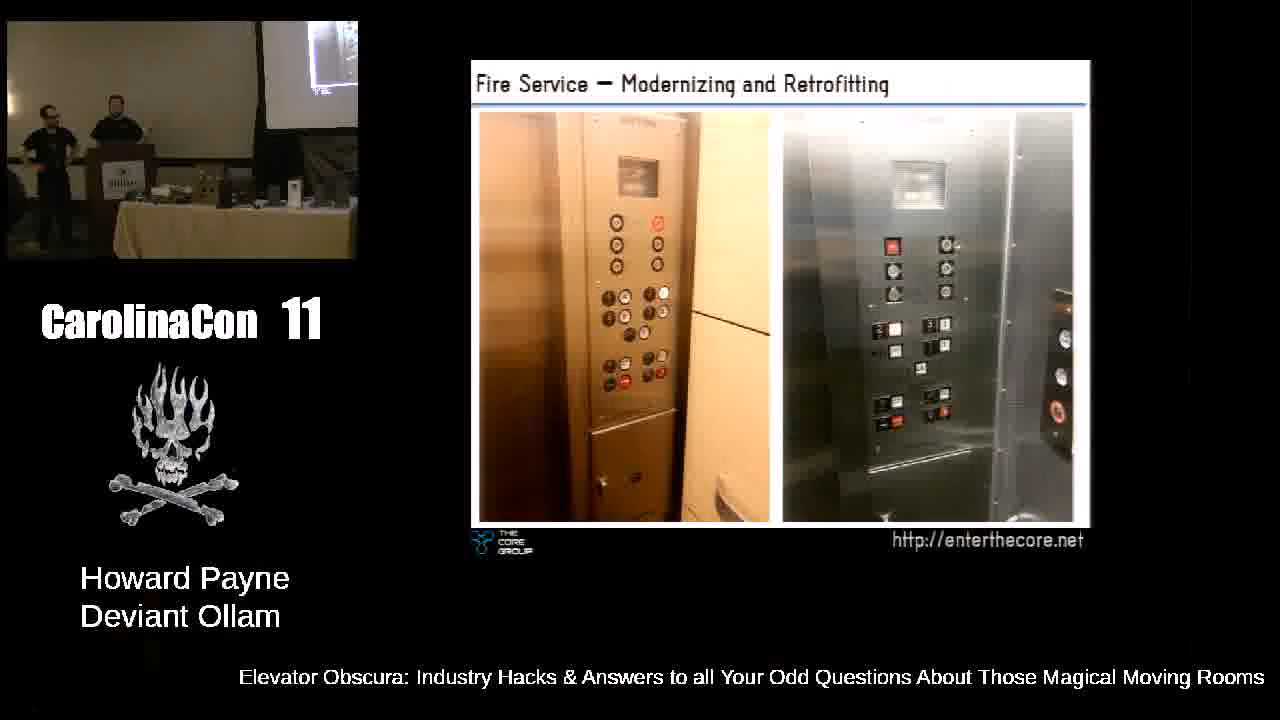 Fire Service — Modernizing and Retrofitting
CarolinaCon 11
THE
CORE
GROUP
http://enterthecore.net
Howard Payne
Deviant Ollam
Elevator Obscura: Industry Hacks & Answers to all Your Odd Questions About Those Magical Moving Rooms